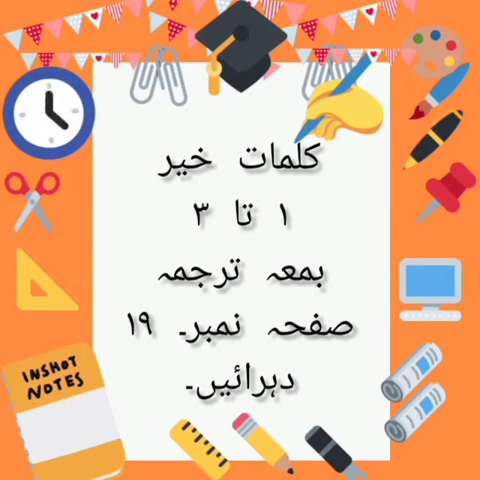 کلمات خیر
۱ تا ۳
بمعہ ترجمہ
صفحہ نمبر۔ ۱۹
دہرائیں۔
INSHOT
NOTES